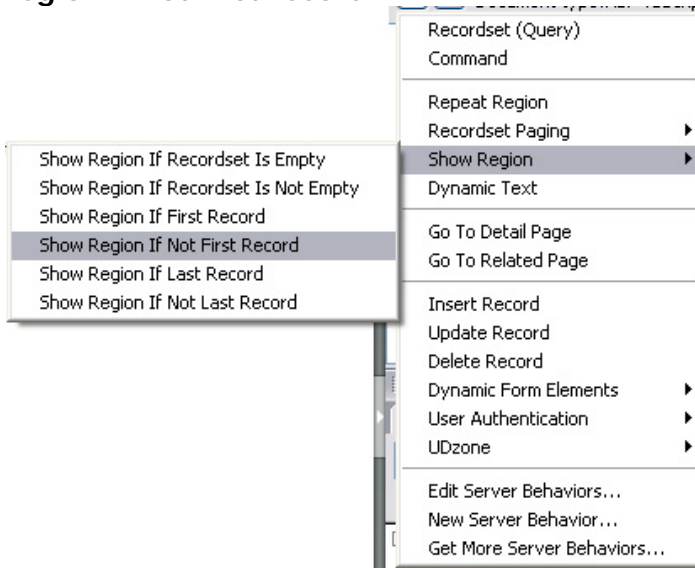 Recordset (Query)
Command
Repeat Region
Recordset Paging
Show Region
Dynamic Text
Go To Detail Page
Go To Related Page
Insert Record
Update Record
Delete Record
Dynamic Form Elements
User Authentication
UDzone
Edit Server Behaviors...
New Server Behavior...
Get More Server Behaviors...
Show Region If Recordset Is Empty
Show Region If Recordset Is Not Empty
Show Region If First Record
Show Region If Not First Record
Show Region If Last Record
Show Region If Not Last Record